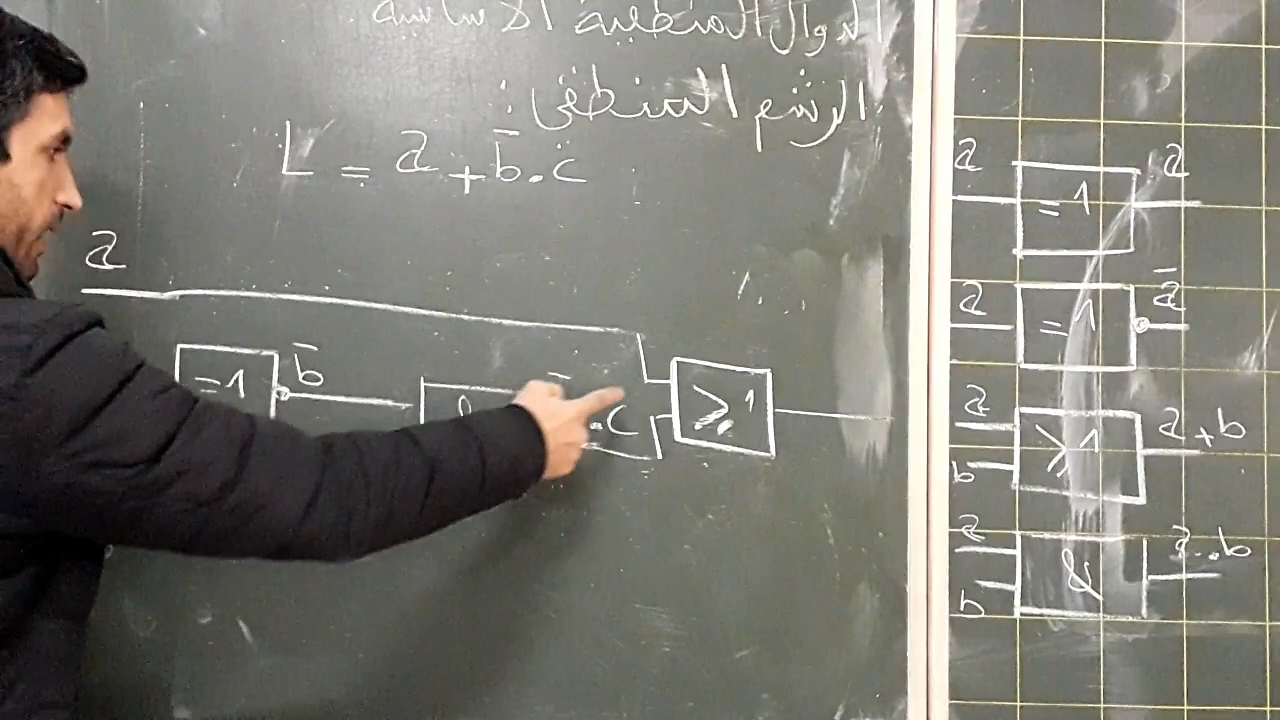 الدوال المنطقية الأساسية
الرسم المنطقي :
L = a + b̄.c
a
=1 b̄
& .c
≥1
a =1 a
a =1 ā
a b ≥1 a+b
a b & a.b